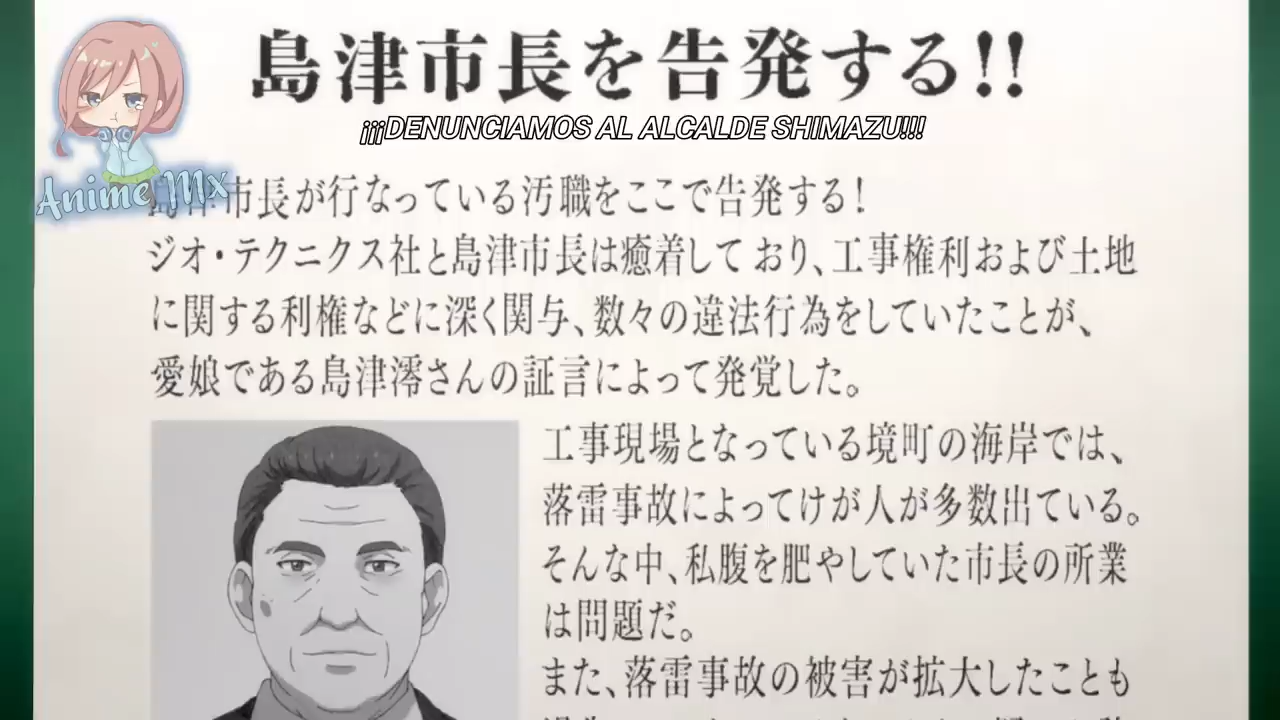 島津市長を告発する!!
¡¡¡DENUNCIAMOS AL ALCALDE SHIMAZU!!!
Anime Mx
島津市長が行なっている汚職をここで告発する!
ジオ・テクニクス社と島津市長は癒着しており、工事権利および土地
に関する利権などに深く関与、数々の違法行為をしていたことが、
愛娘である島津澪さんの証言によって発覚した。
工事現場となっている境町の海岸では、
落雷事故によってけが人が多数出ている。
そんな中、私腹を肥やしていた市長の所業
は問題だ。
また、落雷事故の被害が拡大したことも